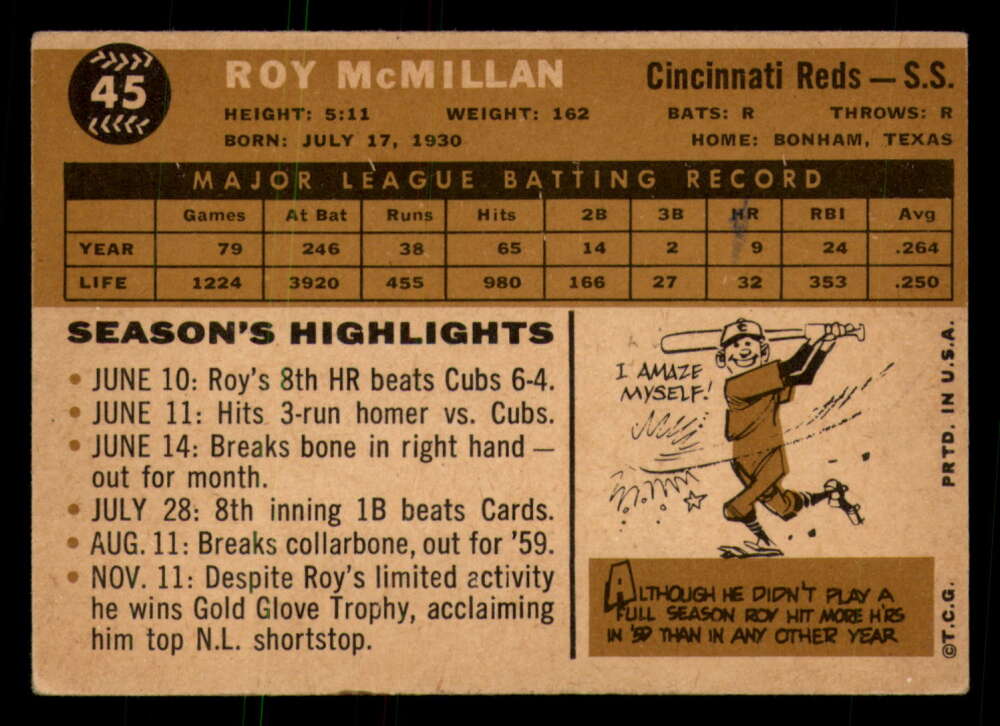 45
ROY McMILLAN
Cincinnati Reds — S.S.
HEIGHT: 5:11 WEIGHT: 162 BATS: R THROWS: R
BORN: JULY 17, 1930 HOME: BONHAM, TEXAS
MAJOR LEAGUE BATTING RECORD
Games At Bat Runs Hits 2B 3B HR RBI Avg
YEAR 79 246 38 65 14 2 9 24 .264
LIFE 1224 3920 455 980 166 27 32 353 .250
SEASON'S HIGHLIGHTS
• JUNE 10: Roy's 8th HR beats Cubs 6-4.
• JUNE 11: Hits 3-run homer vs. Cubs.
• JUNE 14: Breaks bone in right hand —
out for month.
• JULY 28: 8th inning 1B beats Cards.
• AUG. 11: Breaks collarbone, out for '59.
• NOV. 11: Despite Roy's limited activity
he wins Gold Glove Trophy, acclaiming
him top N.L. shortstop.
I AMAZE
MYSELF!
C
ALTHOUGH HE DIDN'T PLAY A
FULL SEASON ROY HIT MORE H'RS
IN '59 THAN IN ANY OTHER YEAR
©T.C.G. PRTD. IN U.S.A.